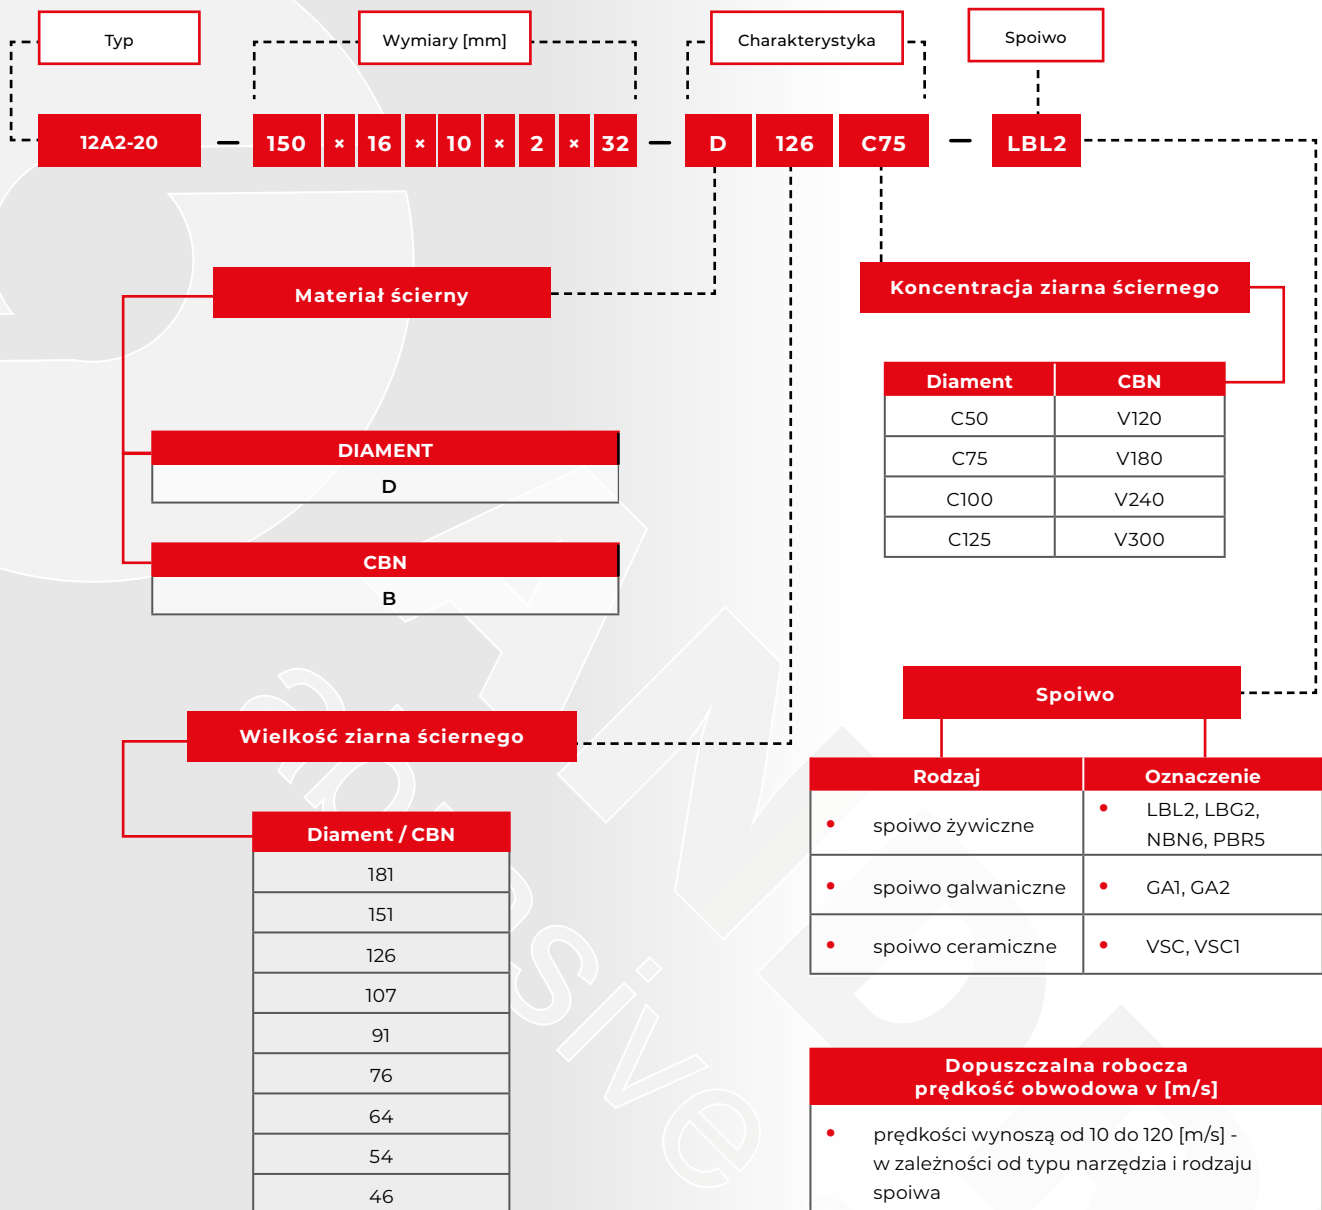 Typ
Wymiary [mm]
Charakterystyka
Spoiwo
12A2-20 – 150 × 16 × 10 × 2 × 32 – D 126 C75 – LBL2
Materiał ścierny
DIAMENT
D
CBN
B
Wielkość ziarna ściernego
Diament / CBN
181
151
126
107
91
76
64
54
46
Koncentracja ziarna ściernego
Diament CBN
C50 V120
C75 V180
C100 V240
C125 V300
Spoiwo
Rodzaj Oznaczenie
• spoiwo żywiczne • LBL2, LBG2,
NBN6, PBR5
• spoiwo galwaniczne • GA1, GA2
• spoiwo ceramiczne • VSC, VSC1
Dopuszczalna robocza
prędkość obwodowa v [m/s]
• prędkości wynoszą od 10 do 120 [m/s] -
w zależności od typu narzędzia i rodzaju
spoiwa